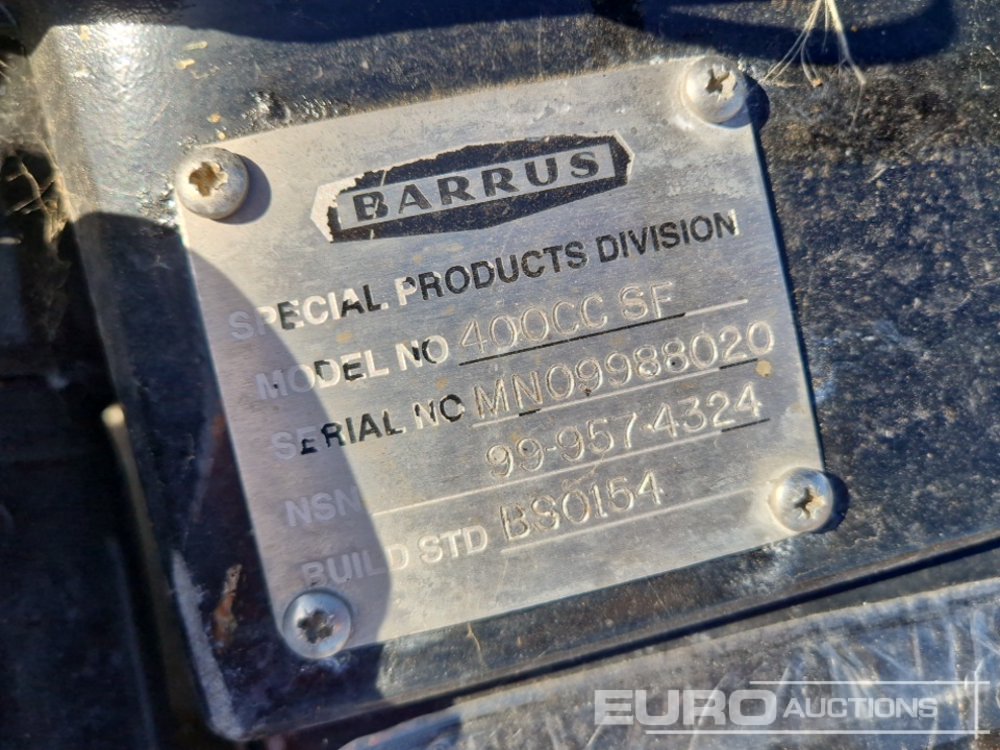 BARRUS
SPECIAL PRODUCTS DIVISION
MODEL NO 400CC SF
SERIAL NO MN09988020
NSN 99-957-4324
BUILD STD BS0154
EURO AUCTIONS